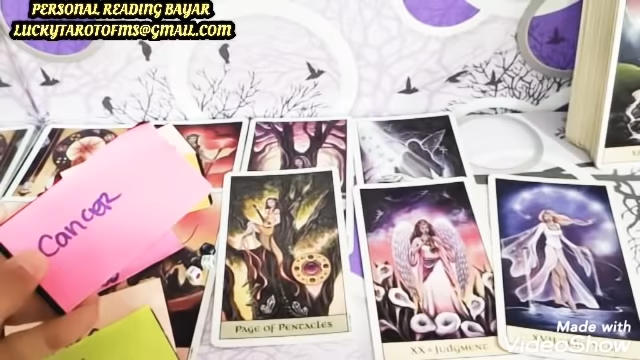 PERSONAL READING BAYAR
LUCKYTAROTOFMS@GMAIL.COM
Cancer
PAGE OF PENTACLES
XX JUDGMENT
Made with
VideoShow